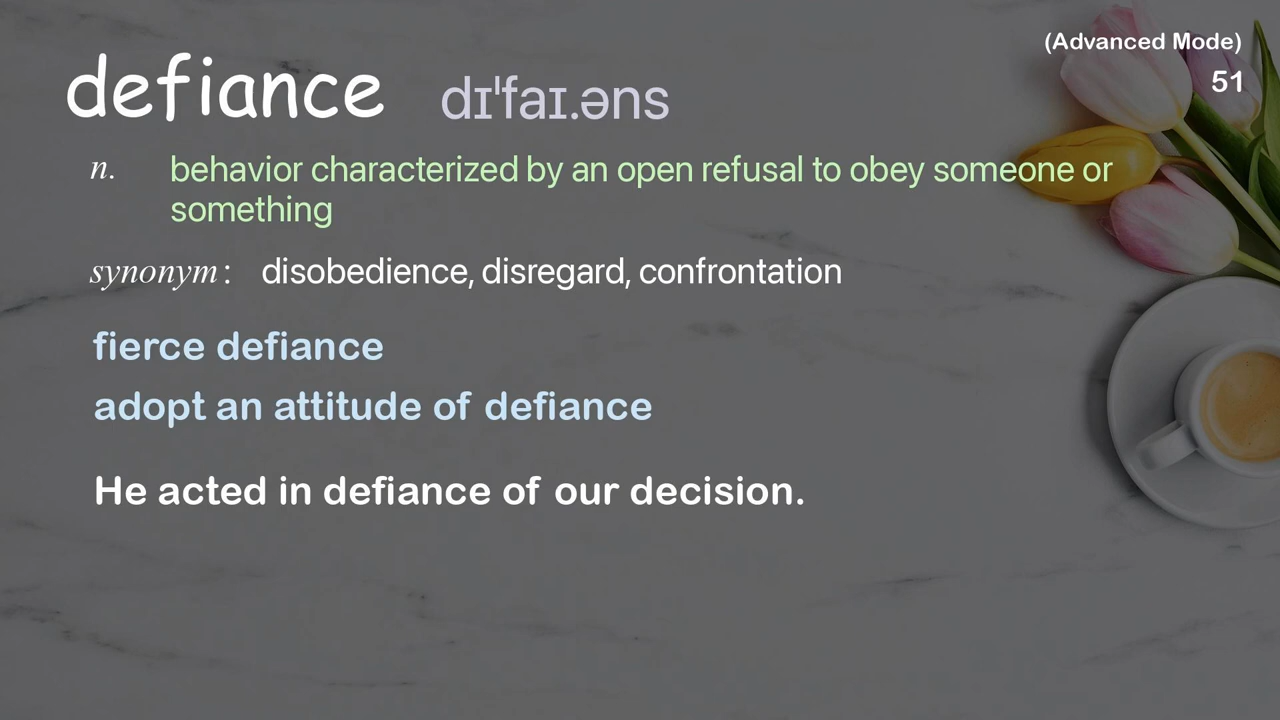 (Advanced Mode)
51
defiance dɪˈfaɪ.əns
n. behavior characterized by an open refusal to obey someone or
something
synonym: disobedience, disregard, confrontation
fierce defiance
adopt an attitude of defiance
He acted in defiance of our decision.